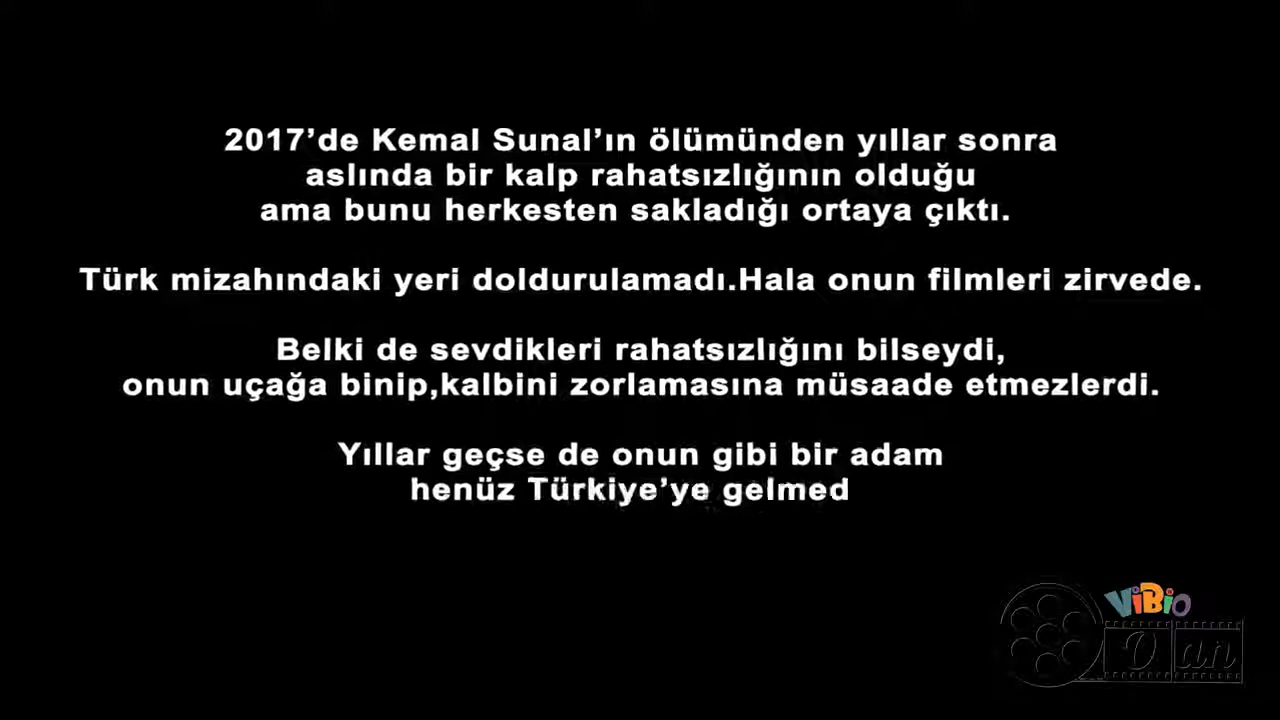 2017’de Kemal Sunal’ın ölümünden yıllar sonra
aslında bir kalp rahatsızlığının olduğu
ama bunu herkesten sakladığı ortaya çıktı.
Türk mizahındaki yeri doldurulamadı.Hala onun filmleri zirvede.
Belki de sevdikleri rahatsızlığını bilseydi,
onun uçağa binip,kalbini zorlamasına müsaade etmezlerdi.
Yıllar geçse de onun gibi bir adam
henüz Türkiye’ye gelmed
ViBiO